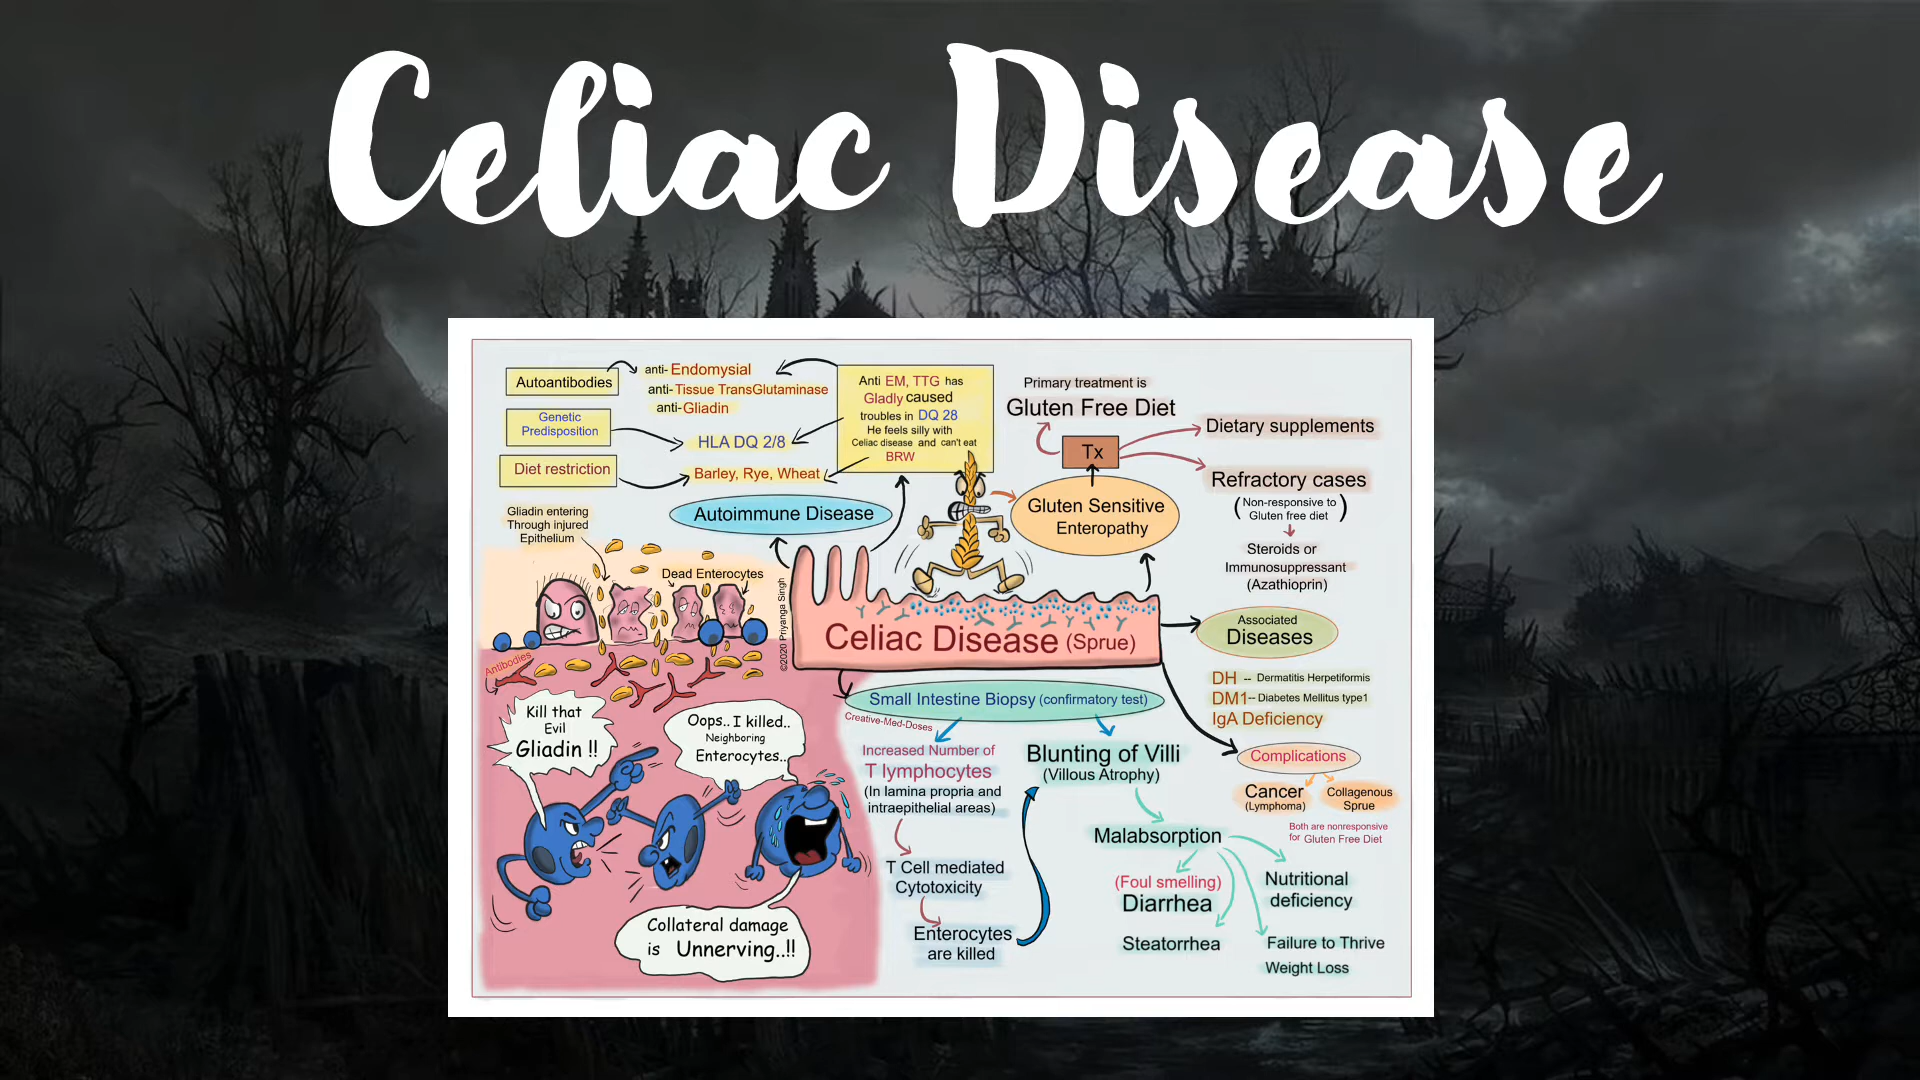 Celiac Disease
Autoantibodies
anti- Endomysial
anti- Tissue TransGlutaminase
anti-Gliadin
Genetic
Predisposition
HLA DQ 2/8
Diet restriction
Barley, Rye, Wheat
Anti EM, TTG has
Gladly caused
troubles in DQ 28
He feels silly with
Celiac disease and can't eat
BRW
Primary treatment is
Gluten Free Diet
Tx
Dietary supplements
Refractory cases
(Non-responsive to
Gluten free diet)
Steroids or
Immunosuppressant
(Azathioprin)
Autoimmune Disease
Gluten Sensitive
Enteropathy
Gliadin entering
Through injured
Epithelium
Dead Enterocytes
©2020 Priyanga Singh
Antibodies
Celiac Disease (Sprue)
Associated
Diseases
DH -- Dermatitis Herpetiformis
DM1-- Diabetes Mellitus type1
IgA Deficiency
Complications
Cancer
(Lymphoma)
Collagenous
Sprue
Both are nonresponsive
for Gluten Free Diet
Small Intestine Biopsy (confirmatory test)
Creative-Med-Doses
Increased Number of
T lymphocytes
(In lamina propria and
intraepithelial areas)
T Cell mediated
Cytotoxicity
Enterocytes
are killed
Blunting of Villi
(Villous Atrophy)
Malabsorption
(Foul smelling)
Diarrhea
Steatorrhea
Nutritional
deficiency
Failure to Thrive
Weight Loss
Kill that
Evil
Gliadin !!
Oops.. I killed..
Neighboring
Enterocytes..
Collateral damage
is Unnerving..!!